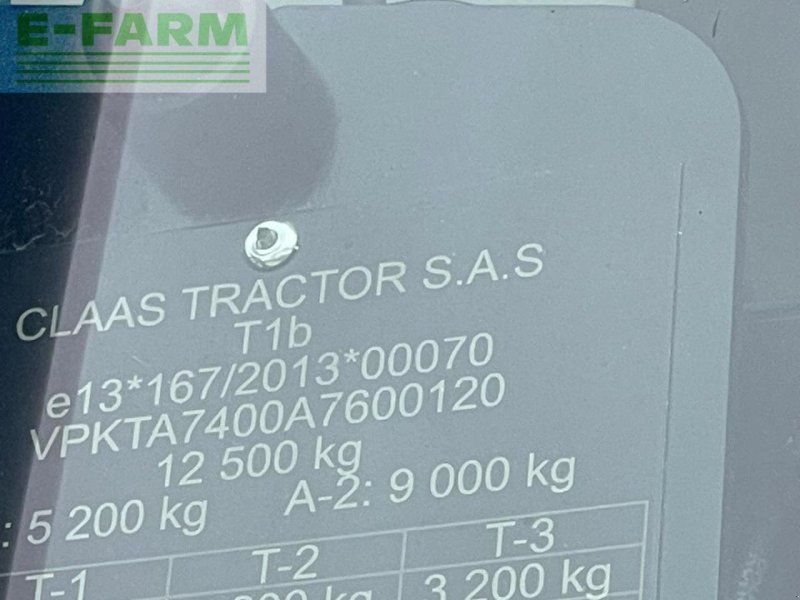 E-FARM
CLAAS TRACTOR S.A.S
T1b
e13*167/2013*00070
VPKTA7400A7600120
12 500 kg
: 5 200 kg A-2: 9 000 kg
T-1 T-2 T-3
kg 3 200 kg